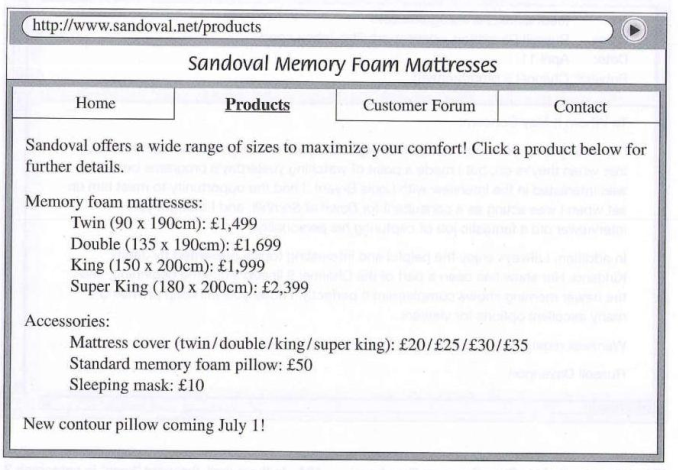 http://www.sandoval.net/products
Sandoval Memory Foam Mattresses
Home Products Customer Forum Contact
Sandoval offers a wide range of sizes to maximize your comfort! Click a product below for
further details.
Memory foam mattresses:
Twin (90 x 190cm): £1,499
Double (135 x 190cm): £1,699
King (150 x 200cm): £1,999
Super King (180 x 200cm): £2,399
Accessories:
Mattress cover (twin/double/king/super king): £20/£25/£30/£35
Standard memory foam pillow: £50
Sleeping mask: £10
New contour pillow coming July 1!